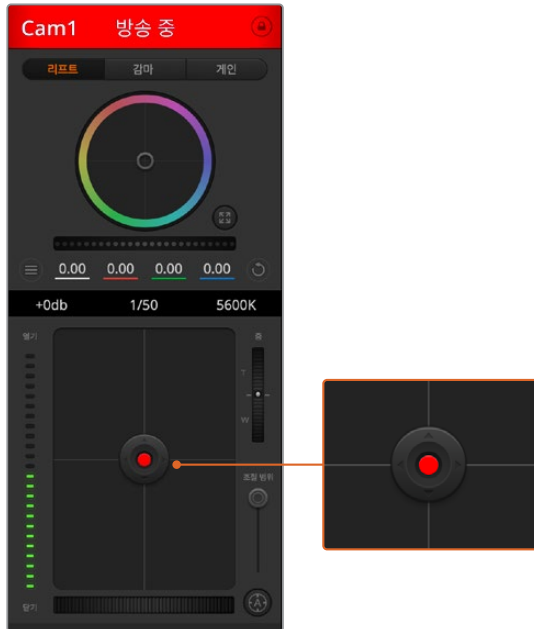 Cam1 방송 중
리프트 감마 게인
0.00 0.00 0.00 0.00
+0db 1/50 5600K
열기
줌
T
W
조절 범위
닫기
A